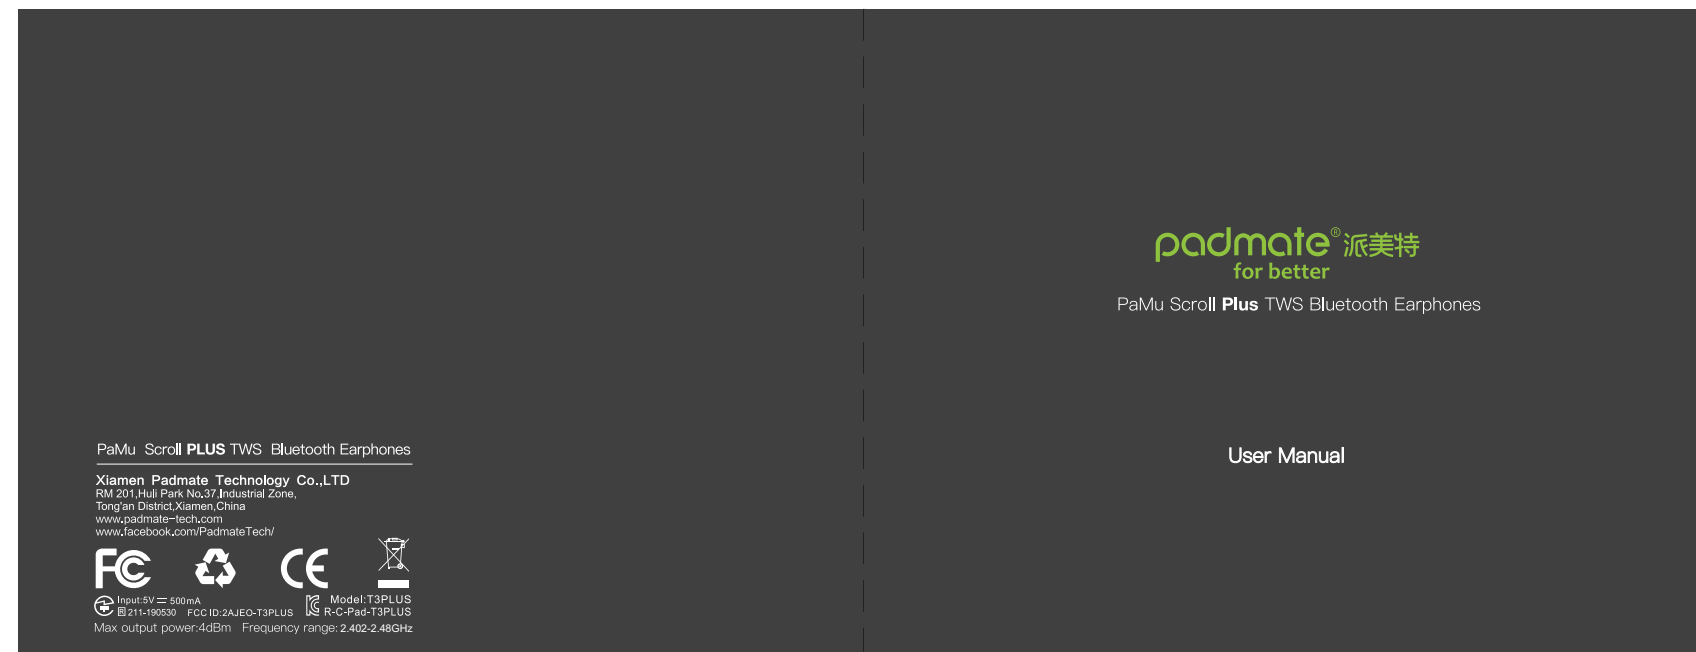 PaMu Scroll PLUS TWS Bluetooth Earphones
Xiamen Padmate Technology Co.,LTD
RM 201,Huli Park No.37,Industrial Zone,
Tong'an District,Xiamen,China
www.padmate-tech.com
www.facebook.com/PadmateTech/
FC CE
Input:5V 500mA
R 211-190530 FCC ID:2AJEO-T3PLUS
Model:T3PLUS
R-C-Pad-T3PLUS
Max output power:4dBm Frequency range: 2.402-2.48GHz
padmate® 派美特
for better
PaMu Scroll Plus TWS Bluetooth Earphones
User Manual